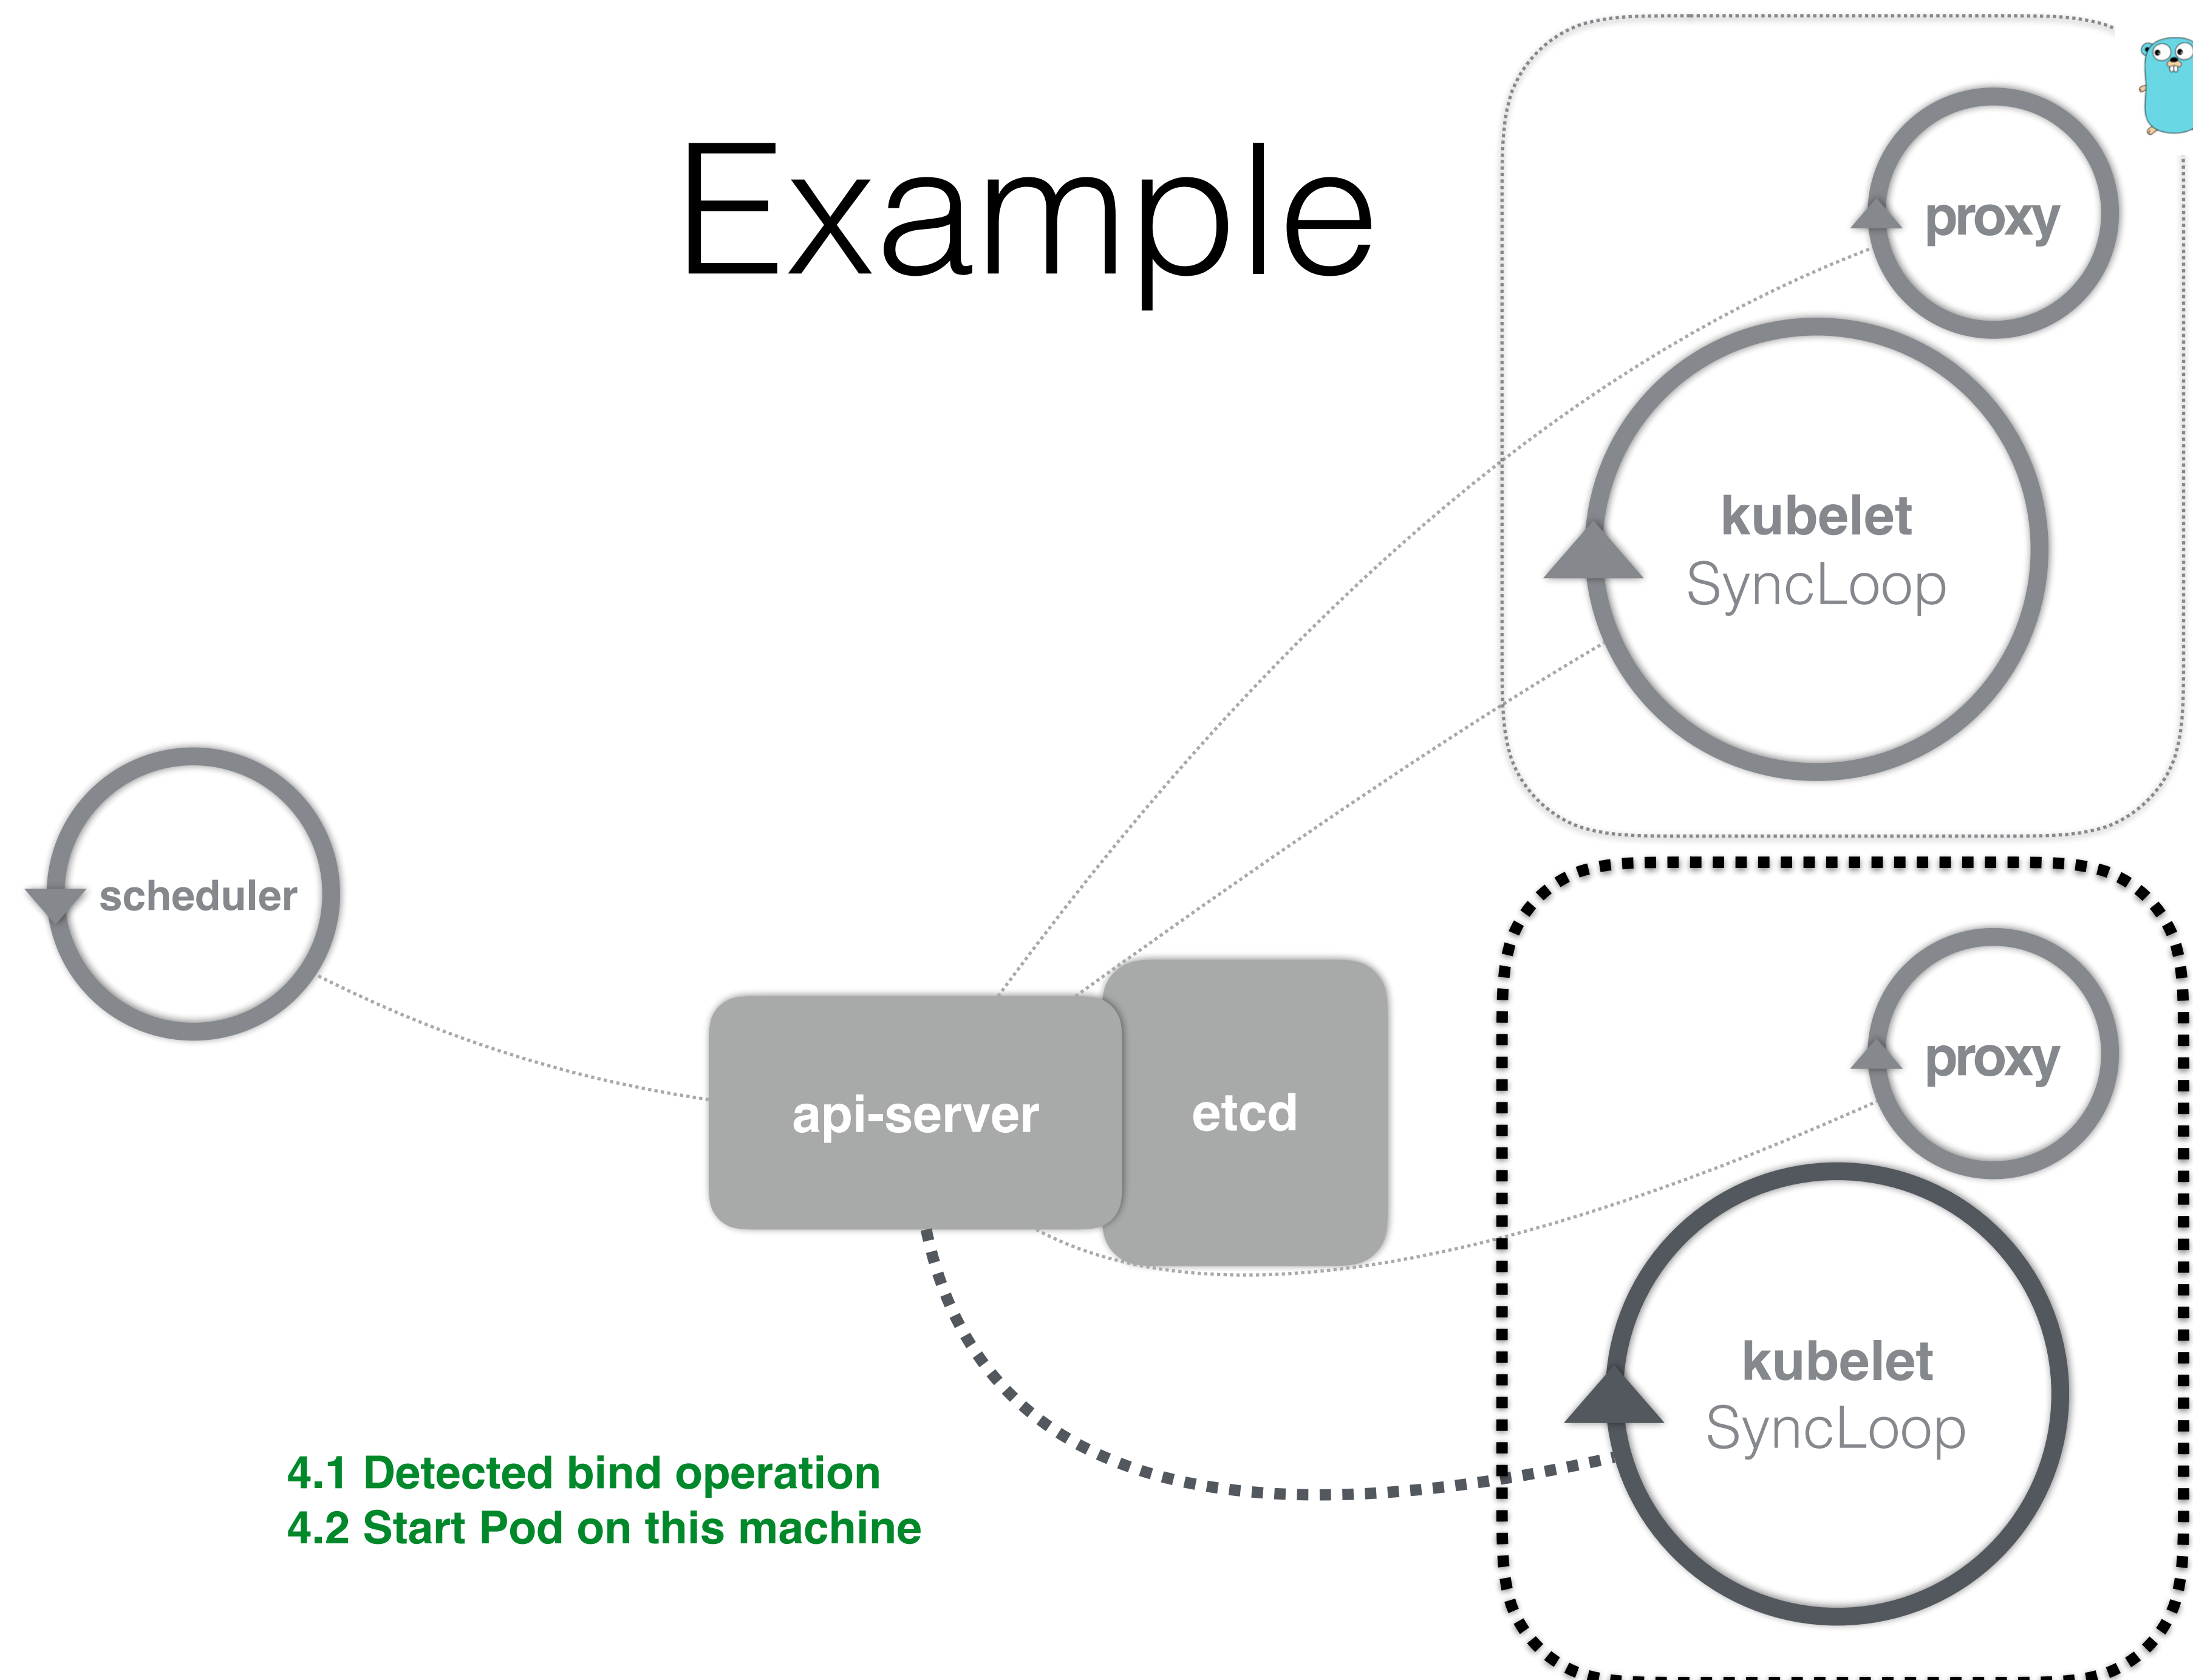 Example
proxy
kubelet
SyncLoop
scheduler
api-server
etcd
proxy
kubelet
SyncLoop
4.1 Detected bind operation
4.2 Start Pod on this machine